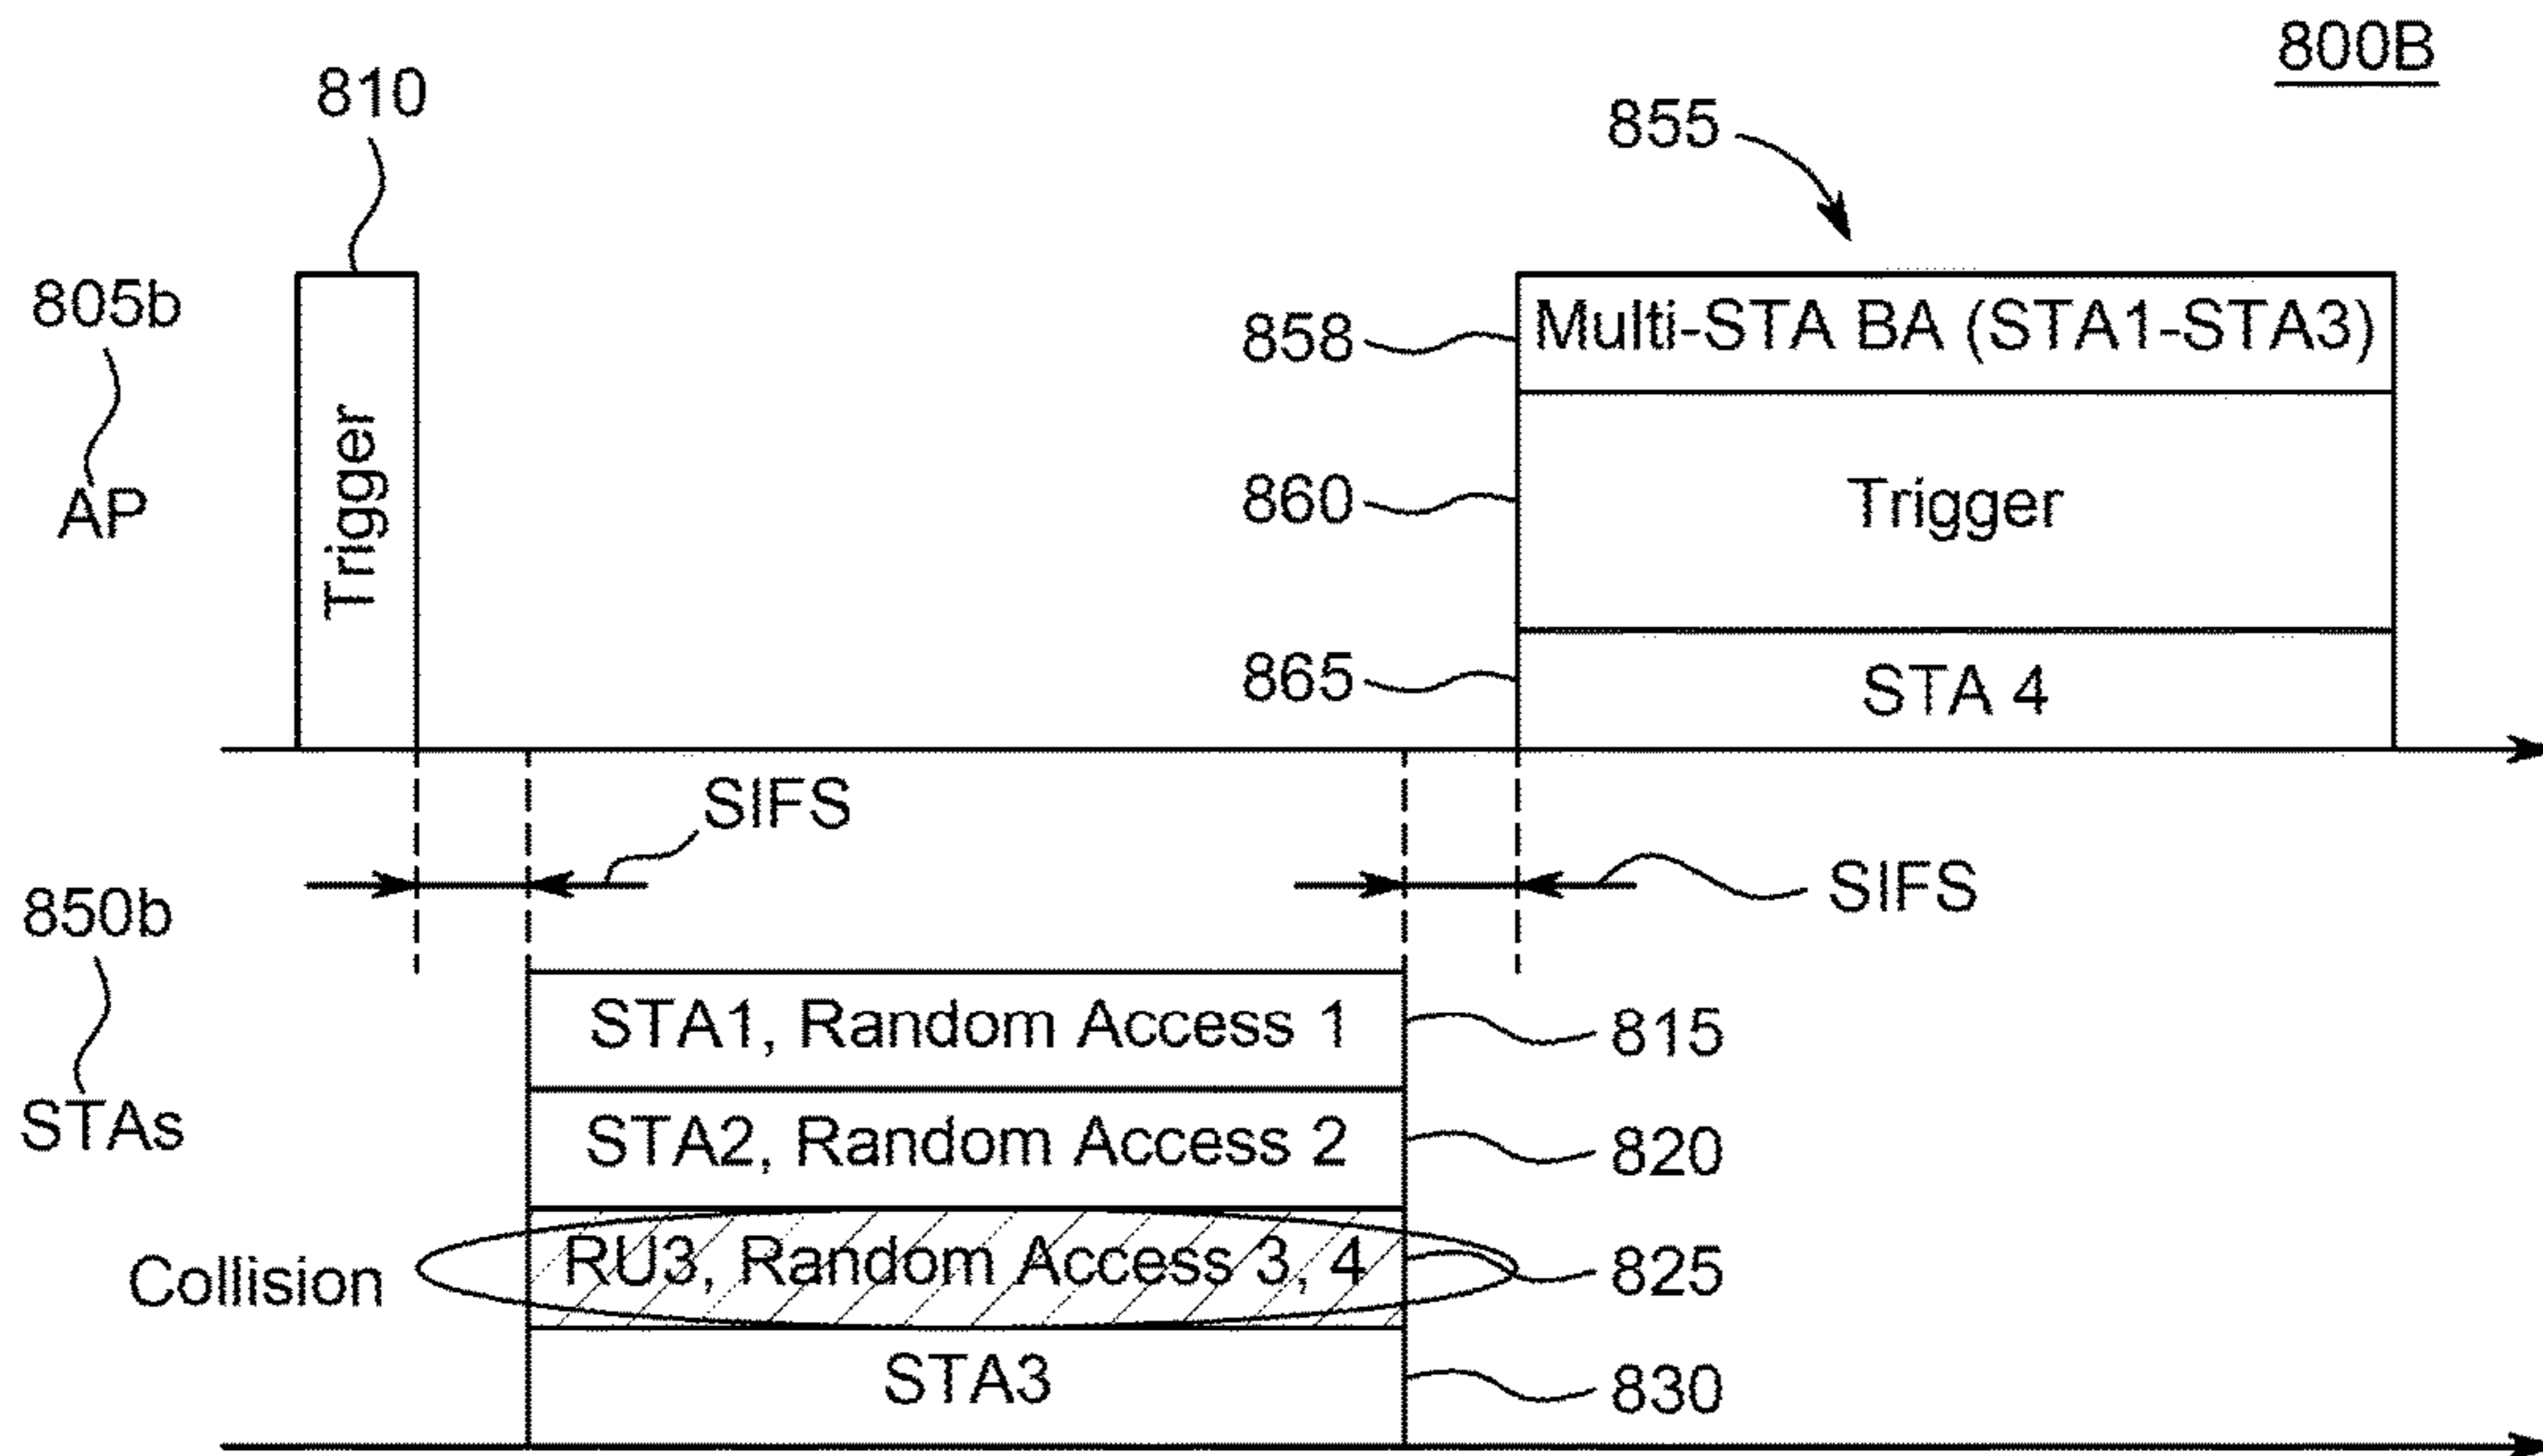 800B
810
855
805b
AP
Trigger
858
Multi-STA BA (STA1-STA3)
860
Trigger
865
STA 4
SIFS
SIFS
850b
STAs
STA1, Random Access 1
815
STA2, Random Access 2
820
Collision
RU3, Random Access 3, 4
825
STA3
830